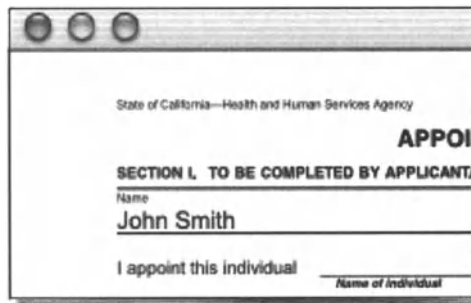 State of California—Health and Human Services Agency
APPOI
SECTION I. TO BE COMPLETED BY APPLICANT/
Name
John Smith
I appoint this individual
Name of Individual